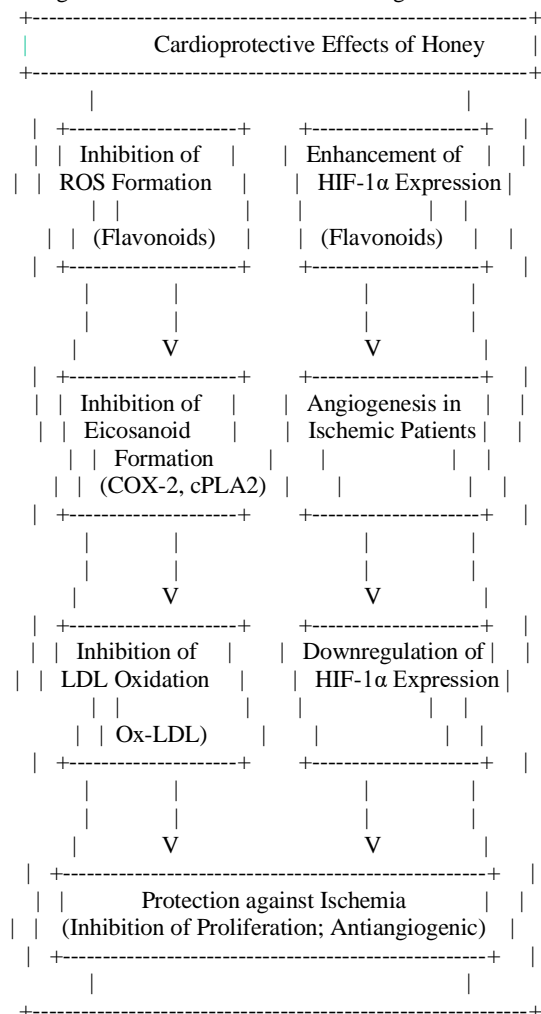 Cardioprotective Effects of Honey
Inhibition of
ROS Formation
(Flavonoids)
Enhancement of
HIF-1α Expression
(Flavonoids)
V V
Inhibition of
Eicosanoid
Formation
(COX-2, cPLA2)
Angiogenesis in
Ischemic Patients
V V
Inhibition of
LDL Oxidation
Ox-LDL)
Downregulation of
HIF-1α Expression
V V
Protection against Ischemia
(Inhibition of Proliferation; Antiangiogenic)